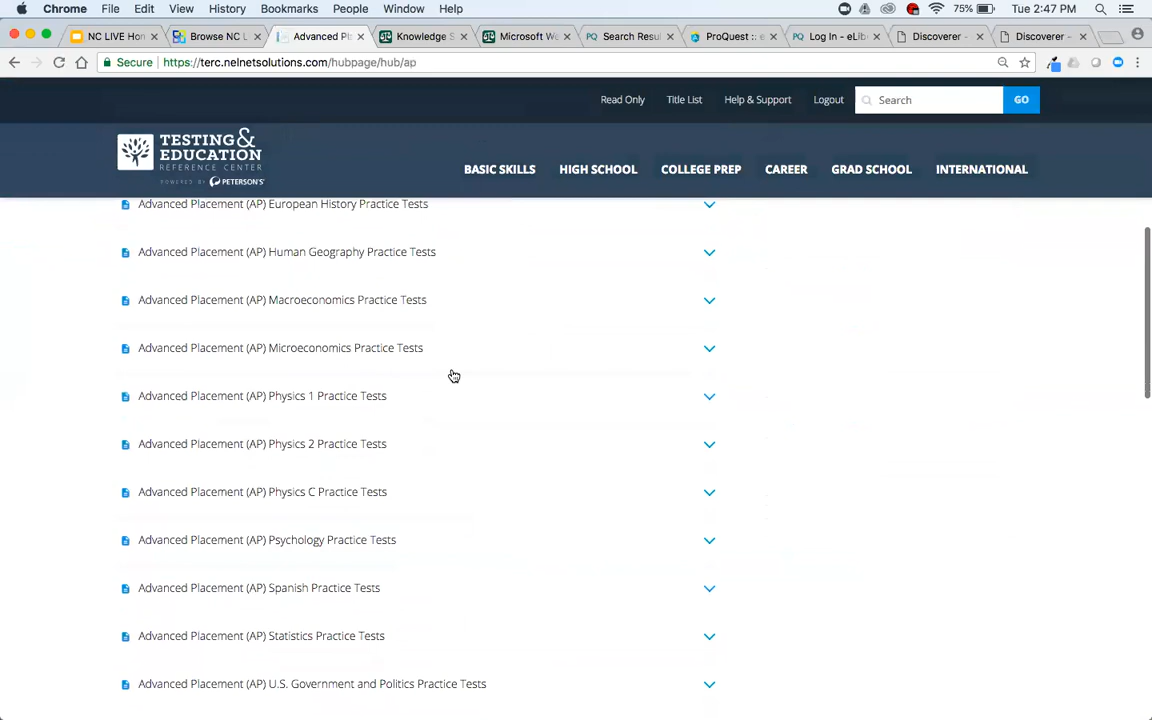 Chrome File Edit View History Bookmarks People Window Help 75% Tue 2:47 PM
NC LIVE Hon Browse NC L Advanced Pl Knowledge S Microsoft We PQ Search Resul ProQuest :: e PQ Log In - eLib Discoverer - Discoverer -
Secure https://terc.nelnetsolutions.com/hubpage/hub/ap
Read Only Title List Help & Support Logout Search GO
TESTING &
EDUCATION
REFERENCE CENTER
POWERED BY PETERSON'S
BASIC SKILLS HIGH SCHOOL COLLEGE PREP CAREER GRAD SCHOOL INTERNATIONAL
Advanced Placement (AP) European History Practice Tests
Advanced Placement (AP) Human Geography Practice Tests
Advanced Placement (AP) Macroeconomics Practice Tests
Advanced Placement (AP) Microeconomics Practice Tests
Advanced Placement (AP) Physics 1 Practice Tests
Advanced Placement (AP) Physics 2 Practice Tests
Advanced Placement (AP) Physics C Practice Tests
Advanced Placement (AP) Psychology Practice Tests
Advanced Placement (AP) Spanish Practice Tests
Advanced Placement (AP) Statistics Practice Tests
Advanced Placement (AP) U.S. Government and Politics Practice Tests